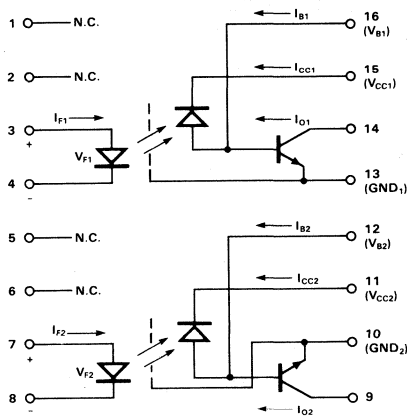 1 N.C.
I_B1
16
(V_B1)
2 N.C.
I_CC1
15
(V_CC1)
I_F1
I_O1
3
+
14
V_F1
4
-
13
(GND_1)
5 N.C.
I_B2
12
(V_B2)
6 N.C.
I_CC2
11
(V_CC2)
I_F2
7
+
10
(GND_2)
V_F2
8
-
9
I_O2